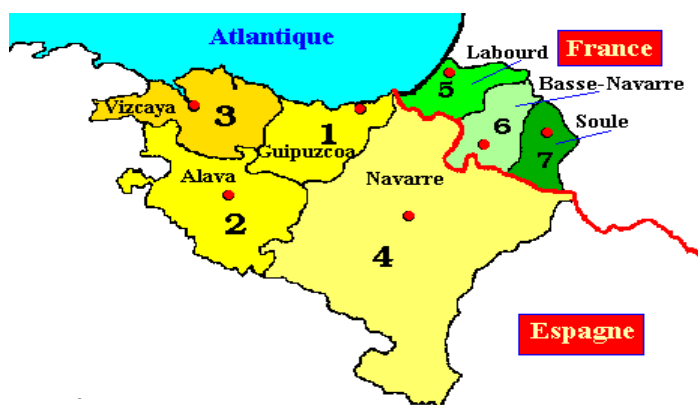 Atlantique
France
Labourd
Basse-Navarre
Soule
Vizcaya
3
1
Guipuzcoa
5
6
7
Alava
2
Navarre
4
Espagne